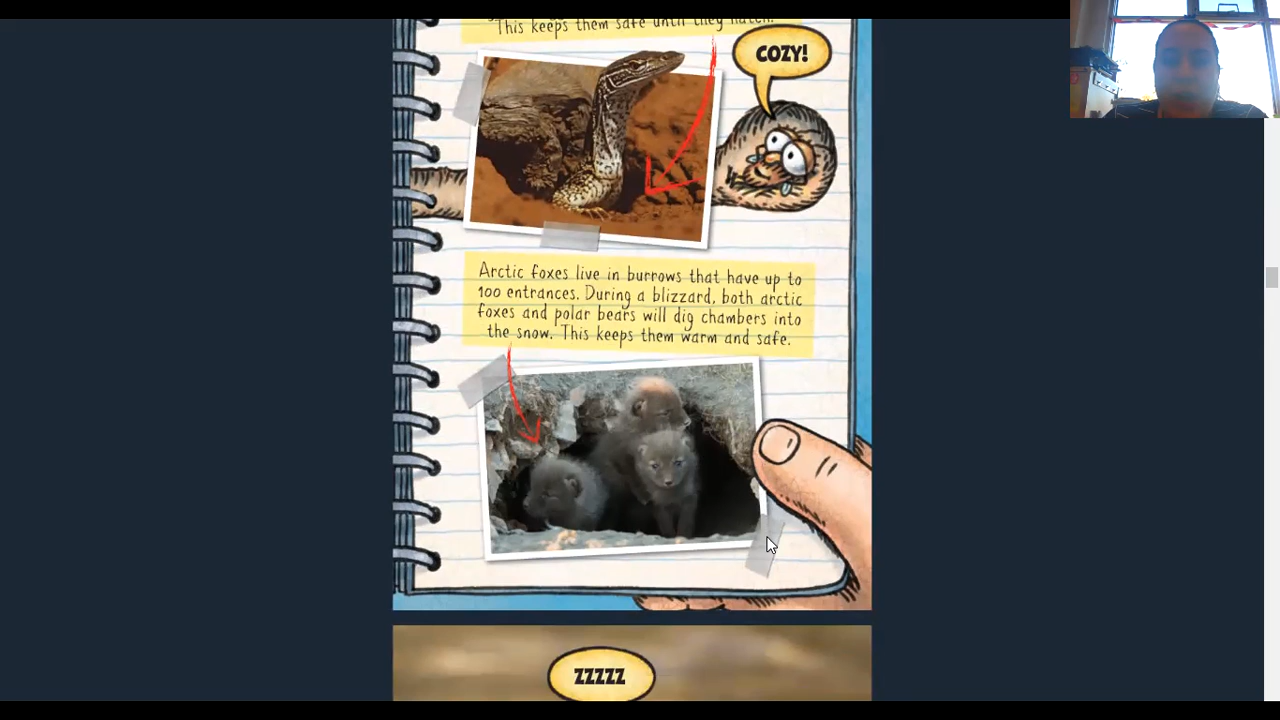 This keeps them safe until they hatch.
COZY!
Arctic foxes live in burrows that have up to
100 entrances. During a blizzard, both arctic
foxes and polar bears will dig chambers into
the snow. This keeps them warm and safe.
ZZZZZ